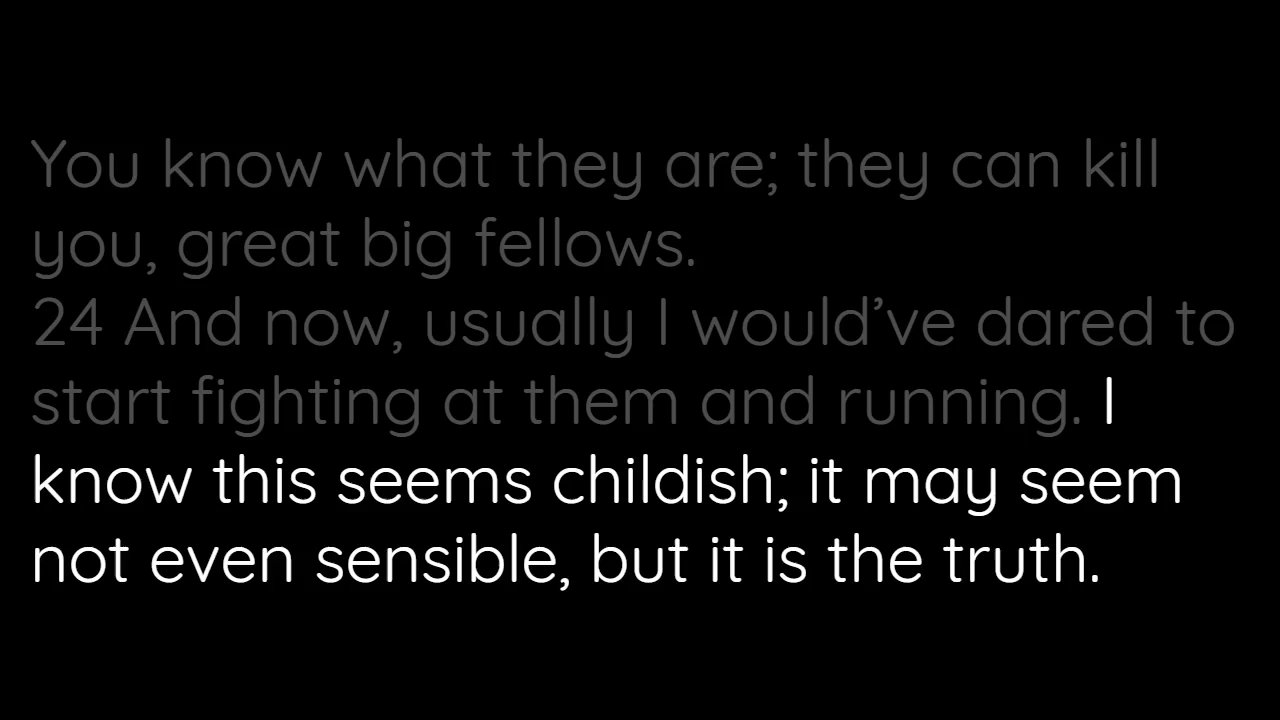 You know what they are; they can kill
you, great big fellows.
24 And now, usually I would’ve dared to
start fighting at them and running. I
know this seems childish; it may seem
not even sensible, but it is the truth.